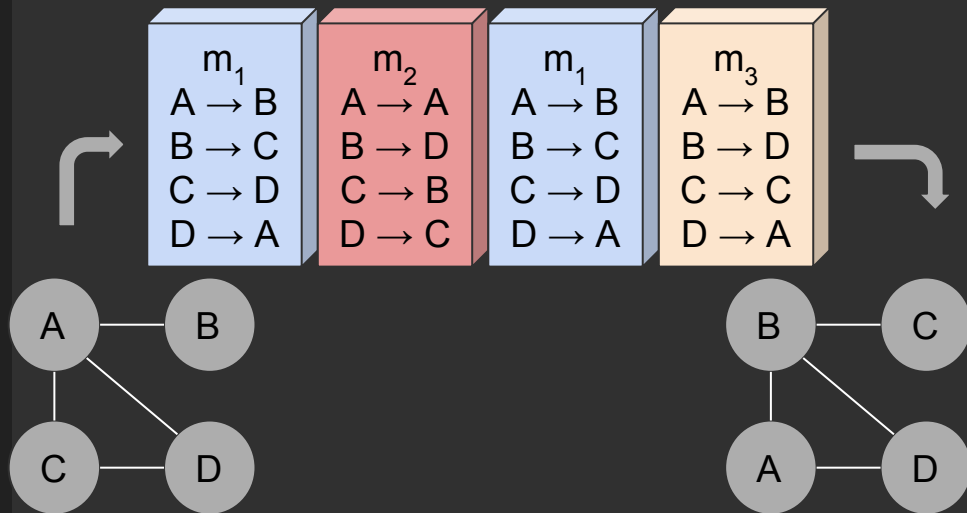 m₁
A → B
B → C
C → D
D → A
m₂
A → A
B → D
C → B
D → C
m₁
A → B
B → C
C → D
D → A
m₃
A → B
B → D
C → C
D → A
A B
C D
B C
A D